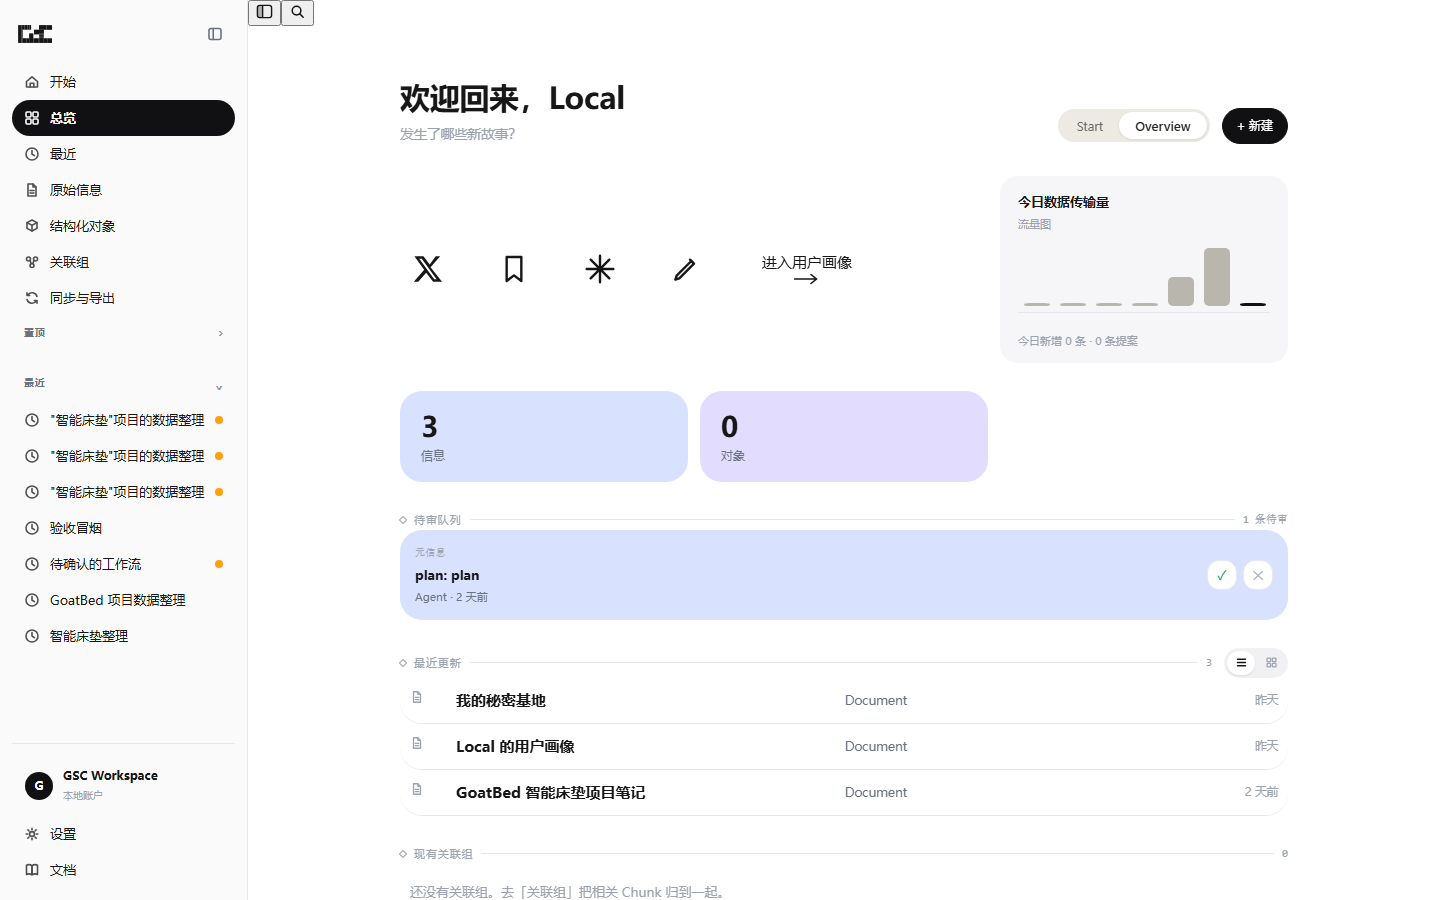 GSC
开始
总览
最近
原始信息
结构化对象
关联组
同步与导出
置顶
最近
"智能床垫"项目的数据整理
"智能床垫"项目的数据整理
"智能床垫"项目的数据整理
验收冒烟
待确认的工作流
GoatBed 项目数据整理
智能床垫整理
G
GSC Workspace
本地账户
设置
文档
欢迎回来，Local
发生了哪些新故事？
Start
Overview
+ 新建
进入用户画像
今日数据传输量
流量图
今日新增 0 条 · 0 条提案
3
信息
0
对象
待审队列
1 条待审
元信息
plan: plan
Agent · 2 天前
最近更新
3
我的秘密基地 Document 昨天
Local 的用户画像 Document 昨天
GoatBed 智能床垫项目笔记 Document 2 天前
现有关联组
0
还没有关联组。去「关联组」把相关 Chunk 归到一起。